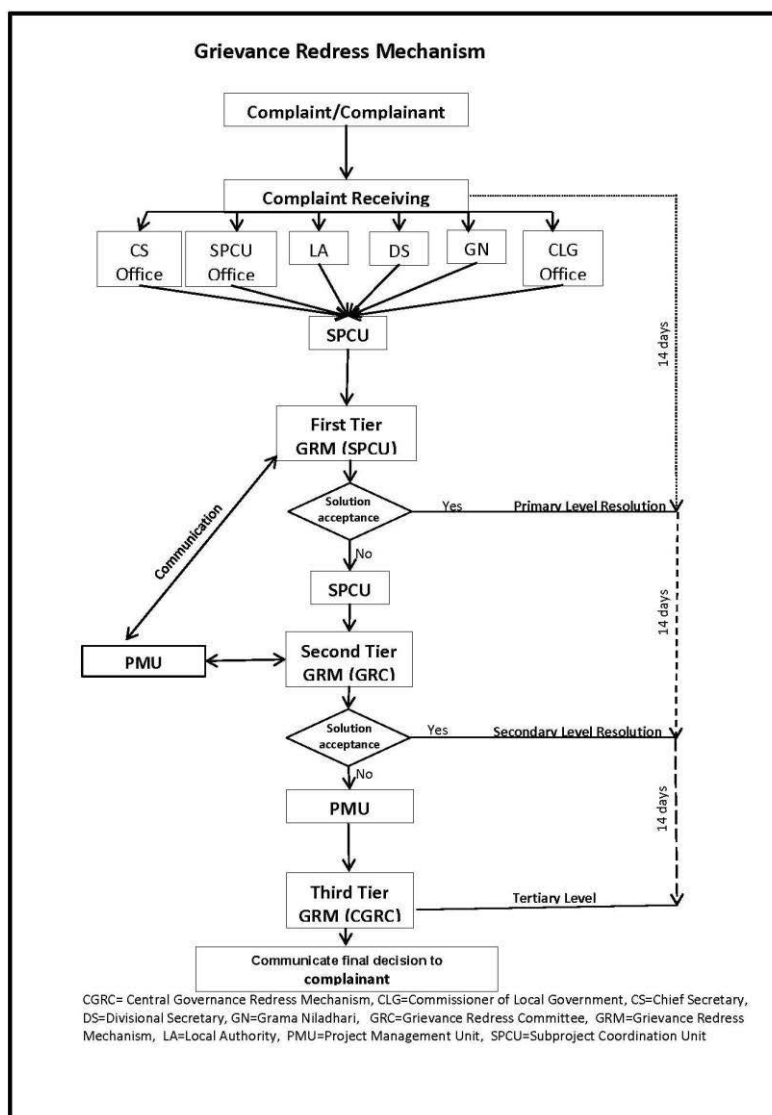 Grievance Redress Mechanism
Complaint/Complainant
Complaint Receiving
CS
Office
SPCU
Office
LA
DS
GN
CLG
Office
SPCU
14 days
First Tier
GRM (SPCU)
Solution
acceptance
Yes
Primary Level Resolution
Communication
No
SPCU
14 days
Second Tier
GRM (GRC)
PMU
Solution
acceptance
Yes
Secondary Level Resolution
No
PMU
14 days
Third Tier
GRM (CGRC)
Tertiary Level
Communicate final decision to
complainant
CGRC= Central Governance Redress Mechanism, CLG=Commissioner of Local Government, CS=Chief Secretary,
DS=Divisional Secretary, GN=Grama Niladhari, GRC=Grievance Redress Committee, GRM=Grievance Redress
Mechanism, LA=Local Authority, PMU=Project Management Unit, SPCU=Subproject Coordination Unit